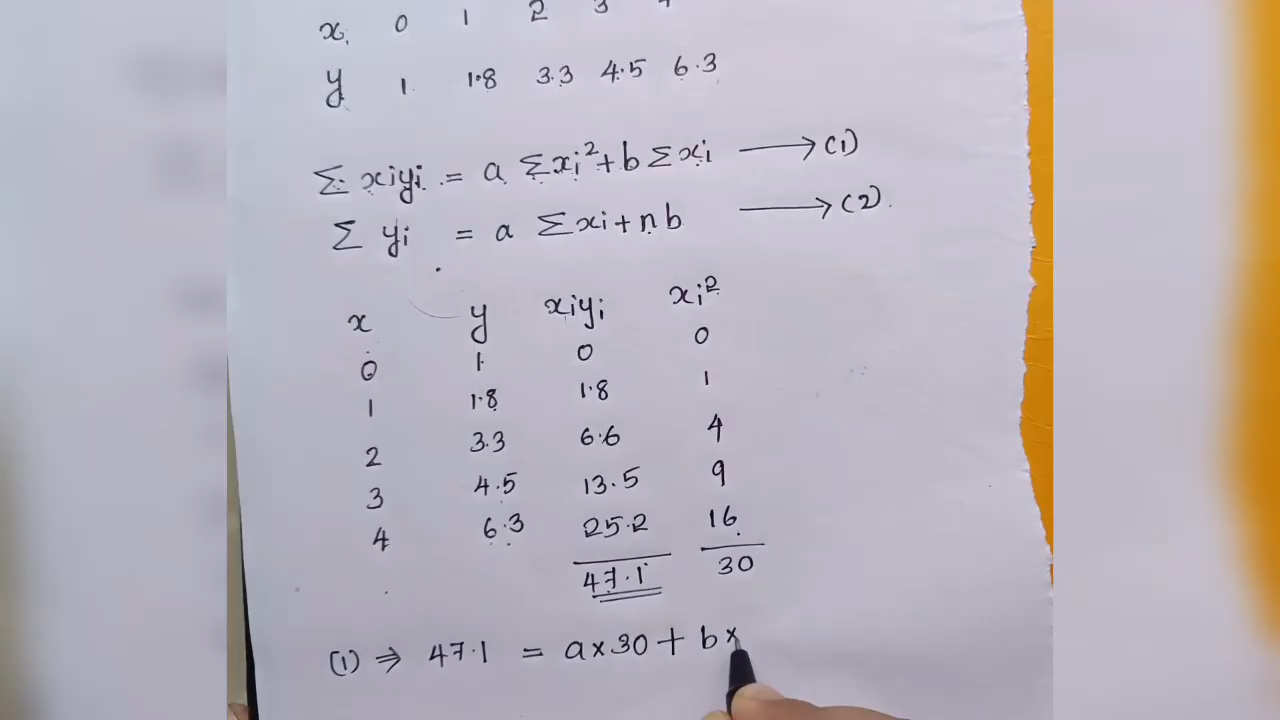 x 0 1 2 3 4
y 1 1.8 3.3 4.5 6.3
Σ xiyi = a Σxi² + b Σxi ⟶ (1)
Σ yi = a Σxi + nb ⟶ (2)
x y xiyi xi²
0 1 0 0
1 1.8 1.8 1
2 3.3 6.6 4
3 4.5 13.5 9
4 6.3 25.2 16
47.1 30
(1) ⇒ 47.1 = a×30 + b×